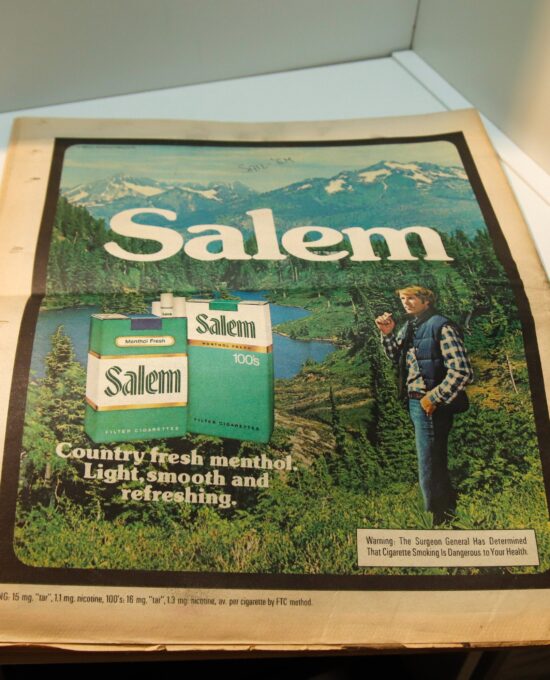 Salem
Salem
MENTHOL FRESH
100's
FILTER CIGARETTES
Menthol Fresh
Salem
FILTER CIGARETTES
Country fresh menthol.
Light, smooth and
refreshing.
Warning: The Surgeon General Has Determined
That Cigarette Smoking Is Dangerous to Your Health.
15 mg. "tar", 1.1 mg. nicotine, 100's: 16 mg. "tar", 1.3 mg. nicotine, av. per cigarette by FTC method.